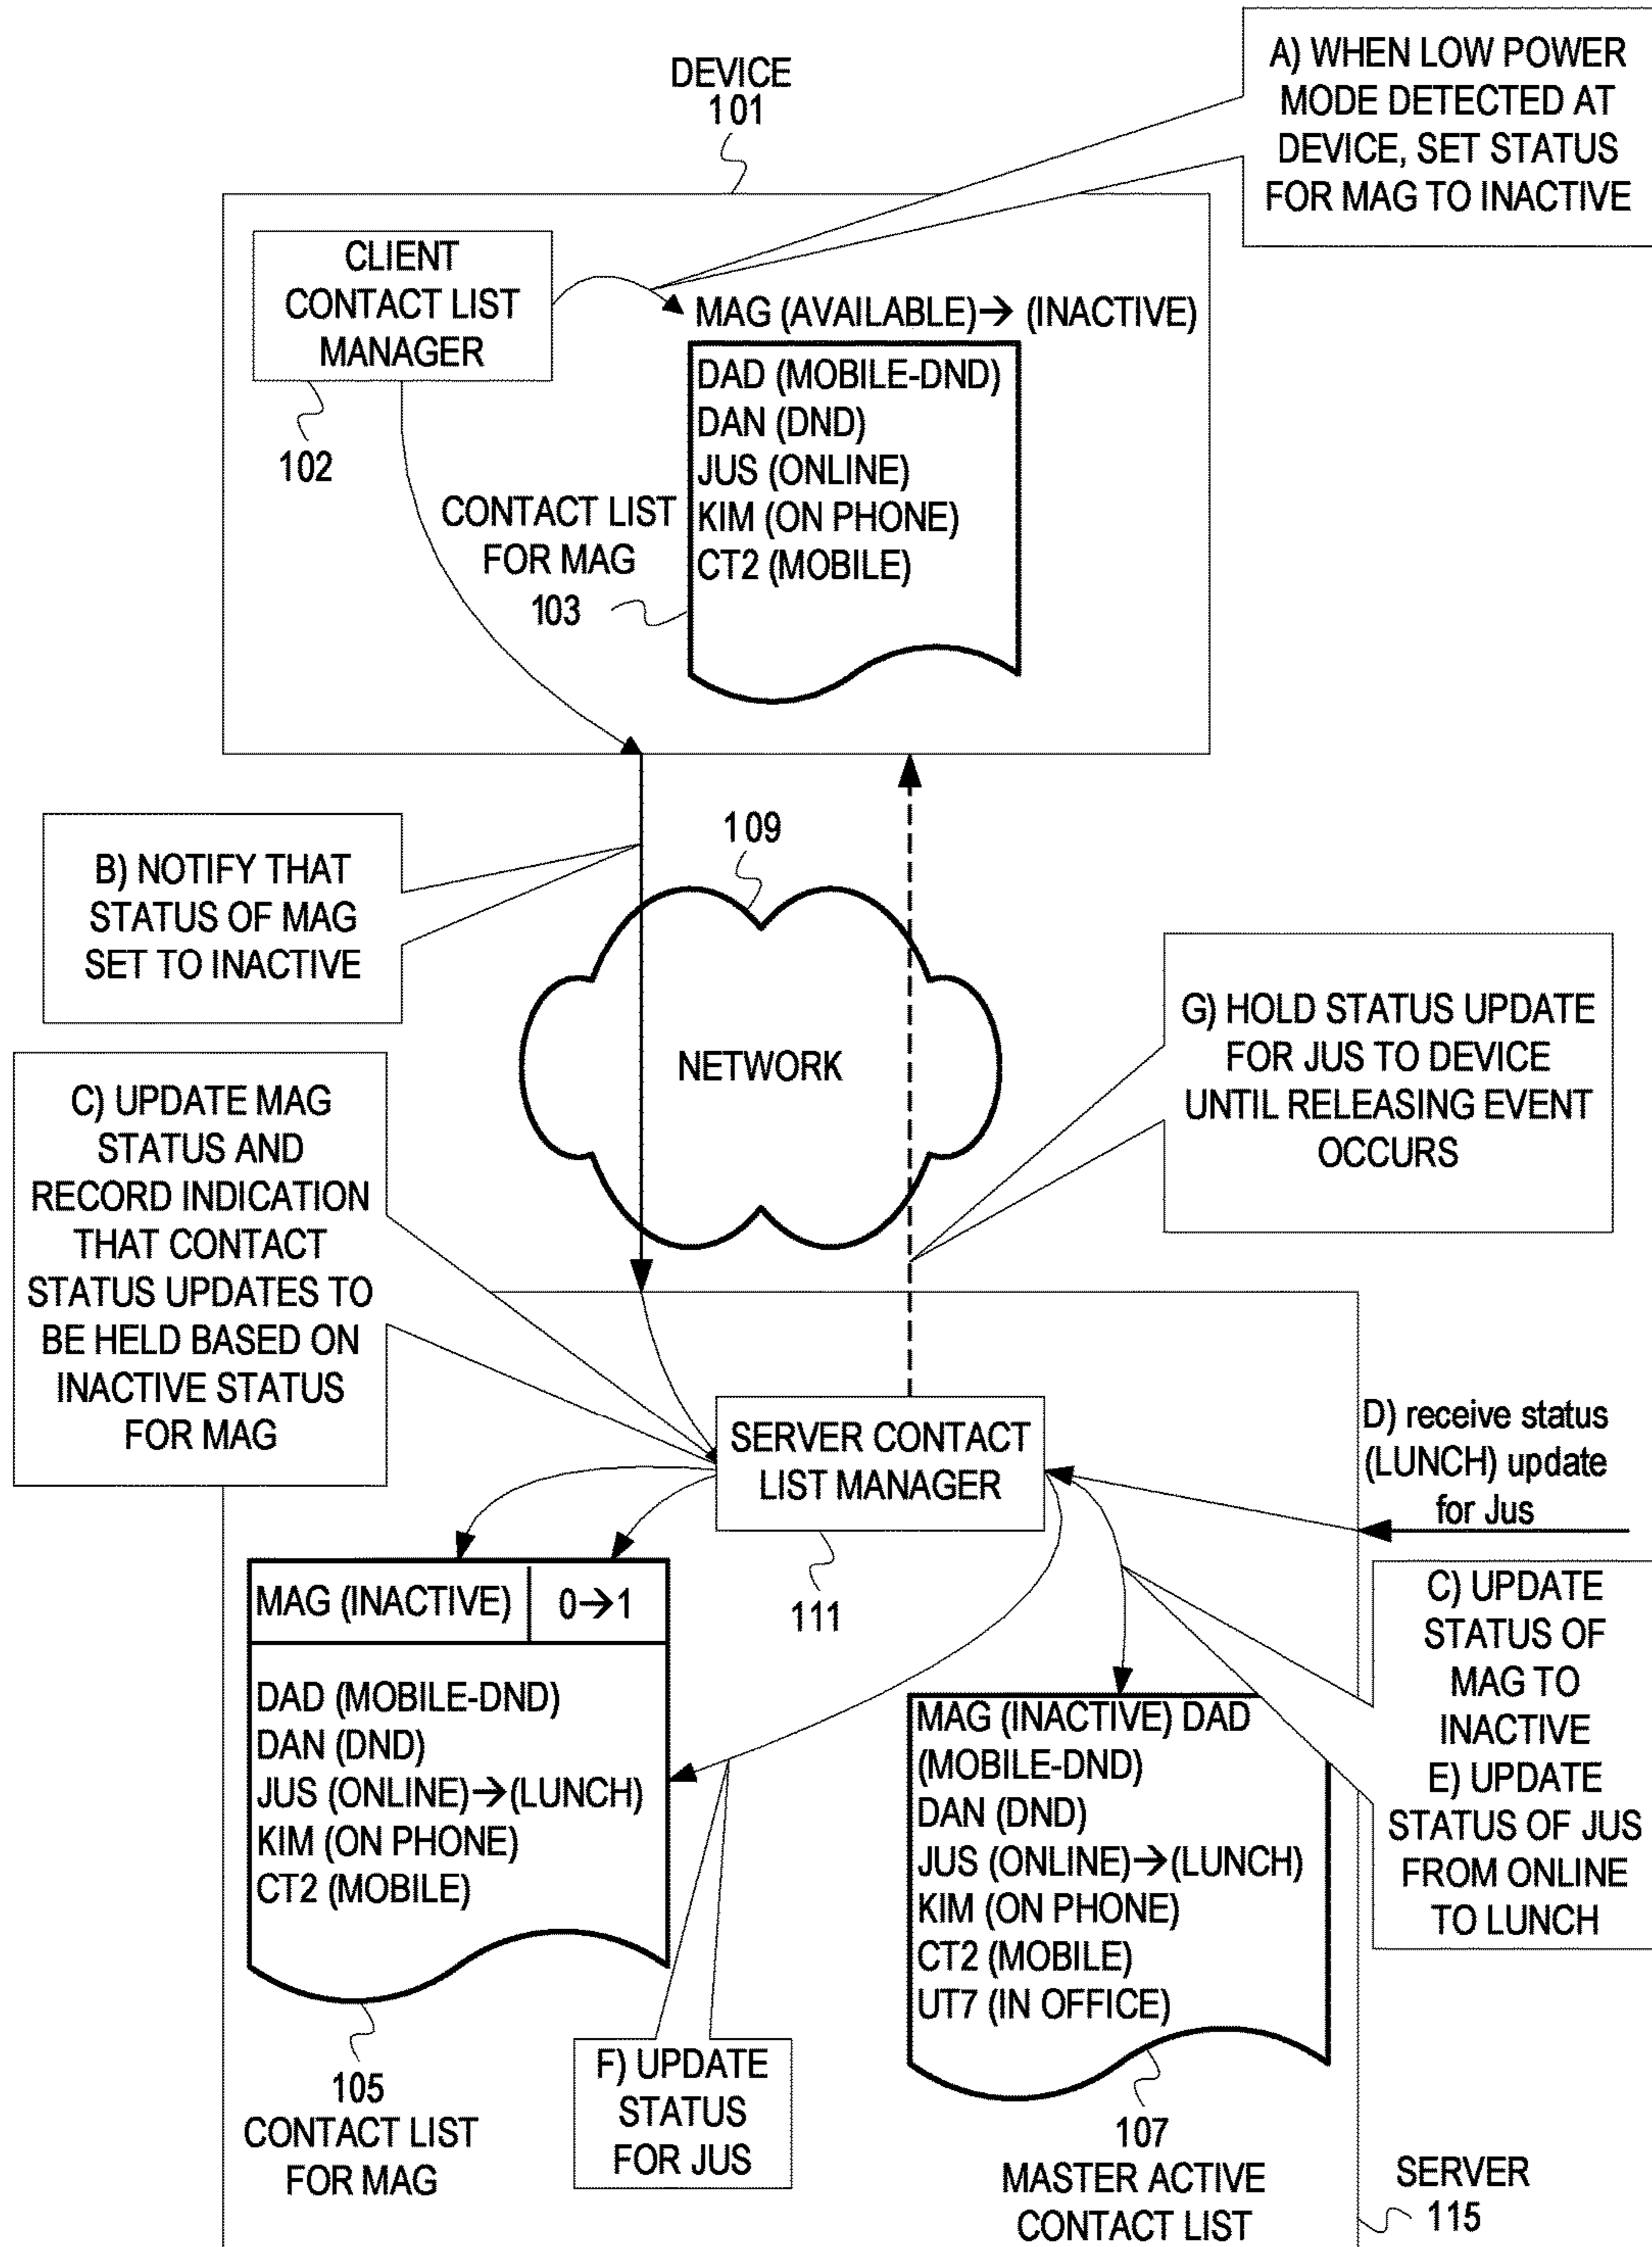 DEVICE
101
A) WHEN LOW POWER
MODE DETECTED AT
DEVICE, SET STATUS
FOR MAG TO INACTIVE
CLIENT
CONTACT LIST
MANAGER
102
MAG (AVAILABLE)→ (INACTIVE)
DAD (MOBILE-DND)
DAN (DND)
JUS (ONLINE)
KIM (ON PHONE)
CT2 (MOBILE)
CONTACT LIST
FOR MAG
103
B) NOTIFY THAT
STATUS OF MAG
SET TO INACTIVE
109
NETWORK
G) HOLD STATUS UPDATE
FOR JUS TO DEVICE
UNTIL RELEASING EVENT
OCCURS
C) UPDATE MAG
STATUS AND
RECORD INDICATION
THAT CONTACT
STATUS UPDATES TO
BE HELD BASED ON
INACTIVE STATUS
FOR MAG
SERVER CONTACT
LIST MANAGER
111
D) receive status
(LUNCH) update
for Jus
C) UPDATE
STATUS OF
MAG TO
INACTIVE
E) UPDATE
STATUS OF JUS
FROM ONLINE
TO LUNCH
MAG (INACTIVE)
0→1
DAD (MOBILE-DND)
DAN (DND)
JUS (ONLINE)→(LUNCH)
KIM (ON PHONE)
CT2 (MOBILE)
105
CONTACT LIST
FOR MAG
F) UPDATE
STATUS
FOR JUS
MAG (INACTIVE) DAD
(MOBILE-DND)
DAN (DND)
JUS (ONLINE)→(LUNCH)
KIM (ON PHONE)
CT2 (MOBILE)
UT7 (IN OFFICE)
107
MASTER ACTIVE
CONTACT LIST
SERVER
115